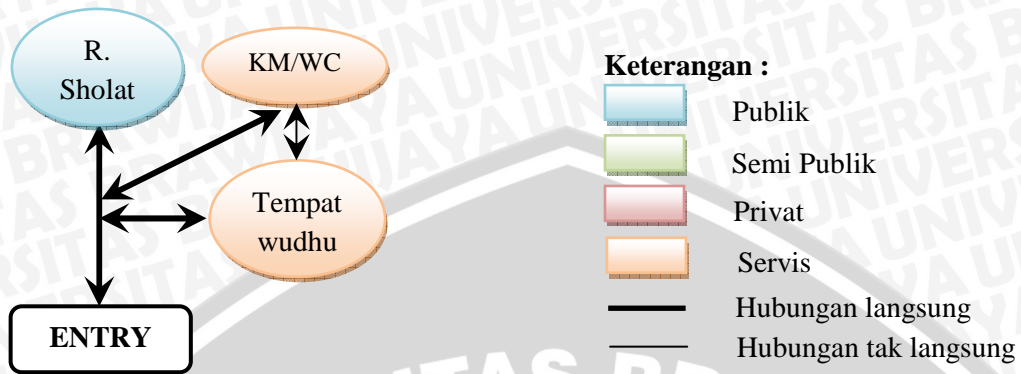 R.
Sholat
KM/WC
Tempat
wudhu
ENTRY
Keterangan :
Publik
Semi Publik
Privat
Servis
Hubungan langsung
Hubungan tak langsung